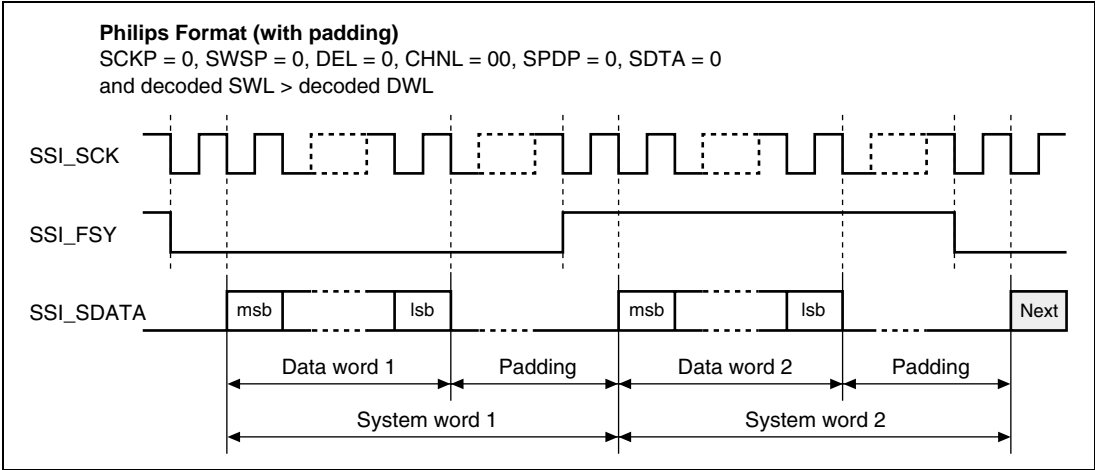 Philips Format (with padding)
SCKP = 0, SWSP = 0, DEL = 0, CHNL = 00, SPDP = 0, SDTA = 0
and decoded SWL > decoded DWL
SSI_SCK
SSI_FSY
SSI_SDATA
msb lsb msb lsb Next
Data word 1 Padding Data word 2 Padding
System word 1 System word 2